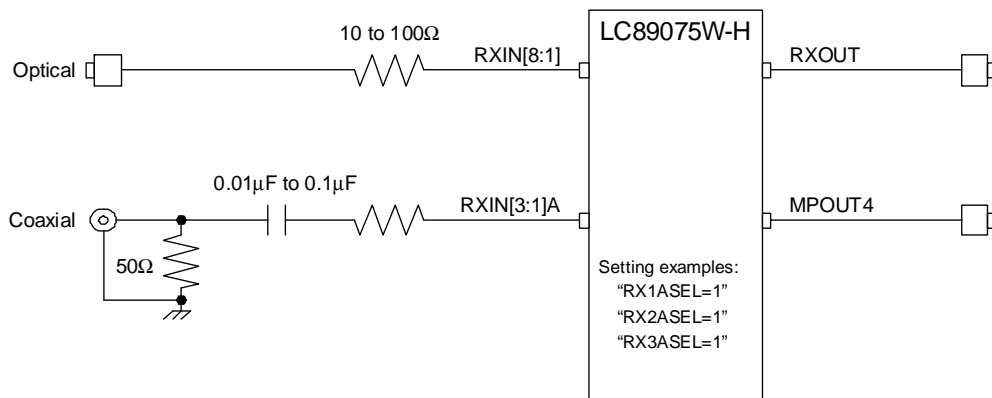 LC89075W-H
10 to 100Ω
Optical
RXIN[8:1]
RXOUT
0.01μF to 0.1μF
Coaxial
RXIN[3:1]A
MPOUT4
50Ω
Setting examples:
“RX1ASEL=1”
“RX2ASEL=1”
“RX3ASEL=1”